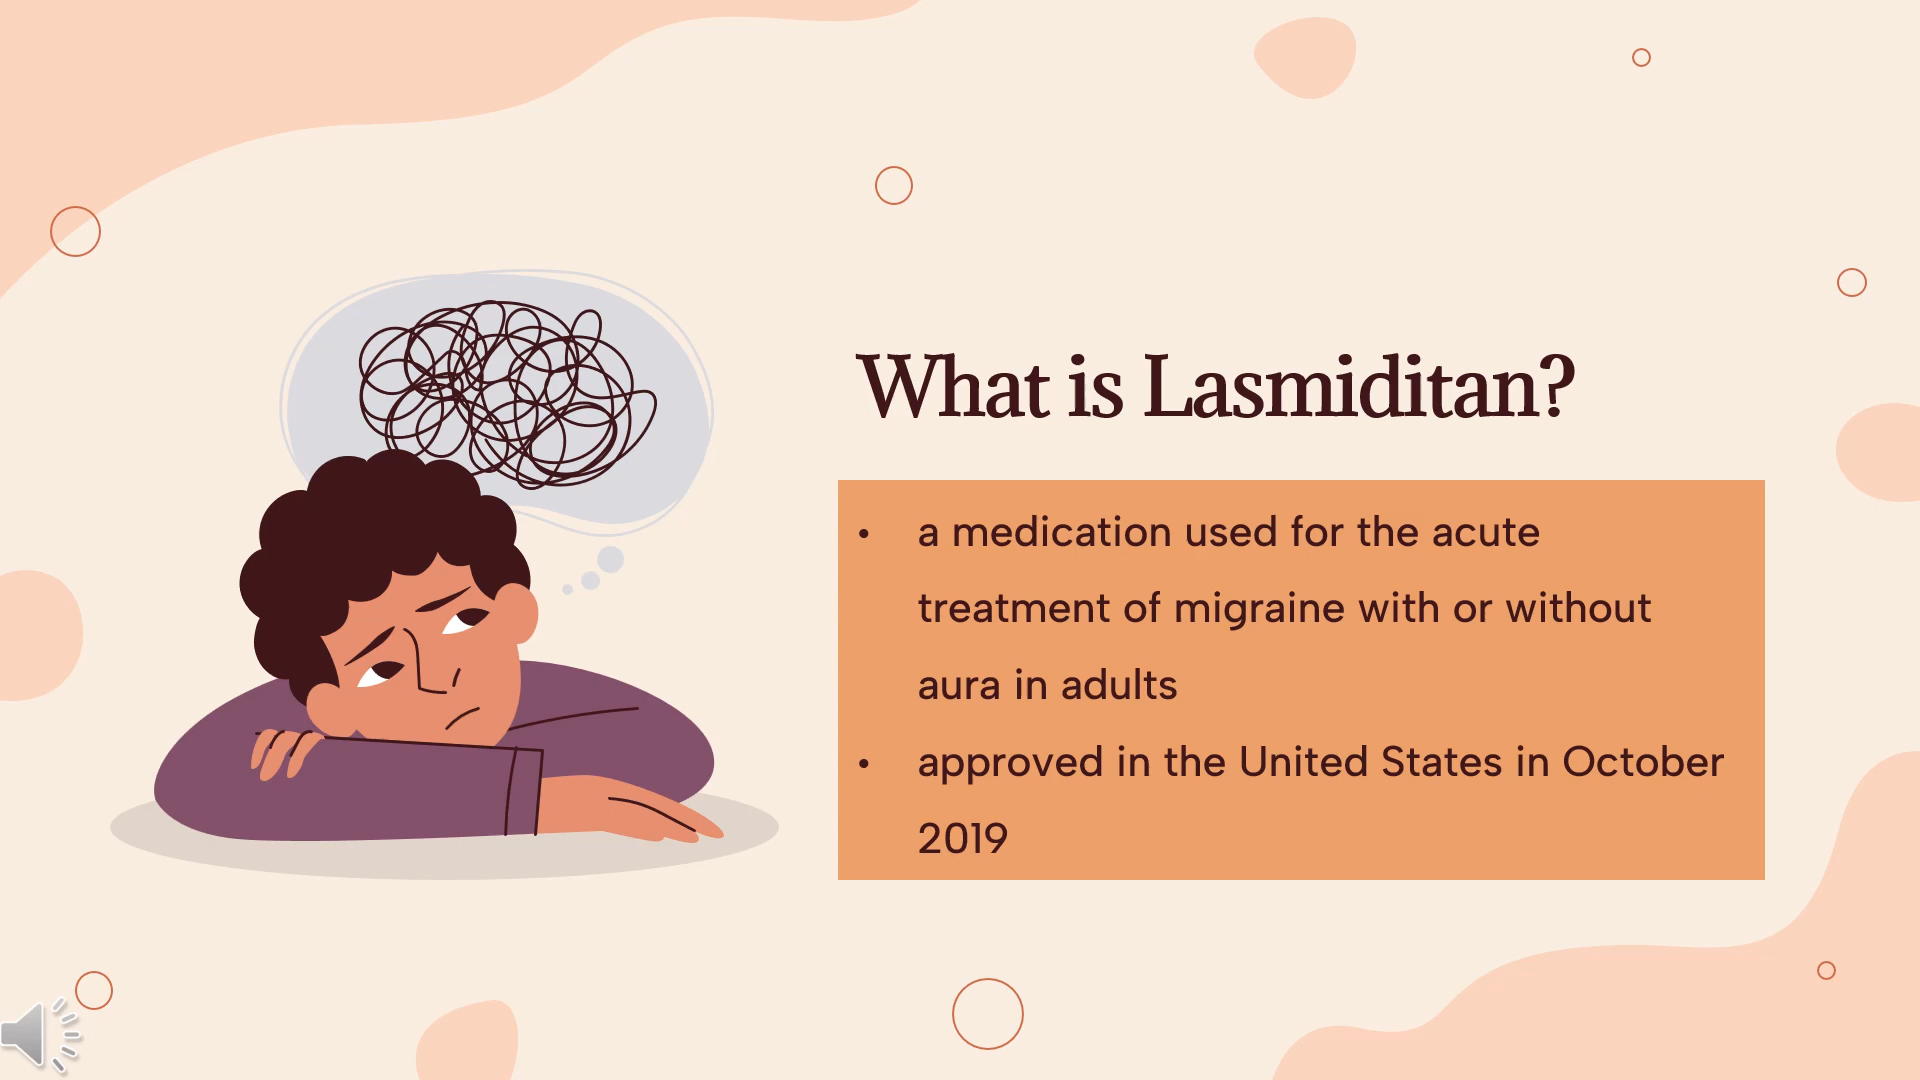 What is Lasmiditan?
• a medication used for the acute
treatment of migraine with or without
aura in adults
• approved in the United States in October
2019